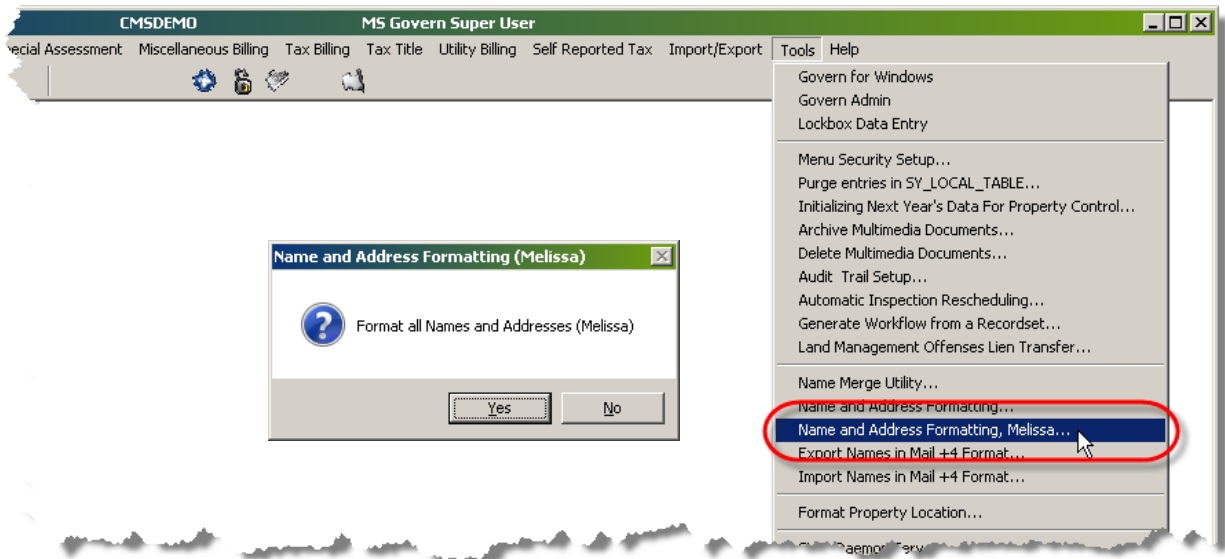 CMSDEMO MS Govern Super User
ecial Assessment Miscellaneous Billing Tax Billing Tax Title Utility Billing Self Reported Tax Import/Export Tools Help
Govern for Windows
Govern Admin
Lockbox Data Entry
Menu Security Setup...
Purge entries in SY_LOCAL_TABLE...
Initializing Next Year's Data For Property Control...
Archive Multimedia Documents...
Delete Multimedia Documents...
Audit Trail Setup...
Automatic Inspection Rescheduling...
Generate Workflow from a Recordset...
Land Management Offenses Lien Transfer...
Name Merge Utility...
Name and Address Formatting...
Name and Address Formatting, Melissa...
Export Names in Mail +4 Format...
Import Names in Mail +4 Format...
Format Property Location...
Name and Address Formatting (Melissa)
Format all Names and Addresses (Melissa)
Yes No